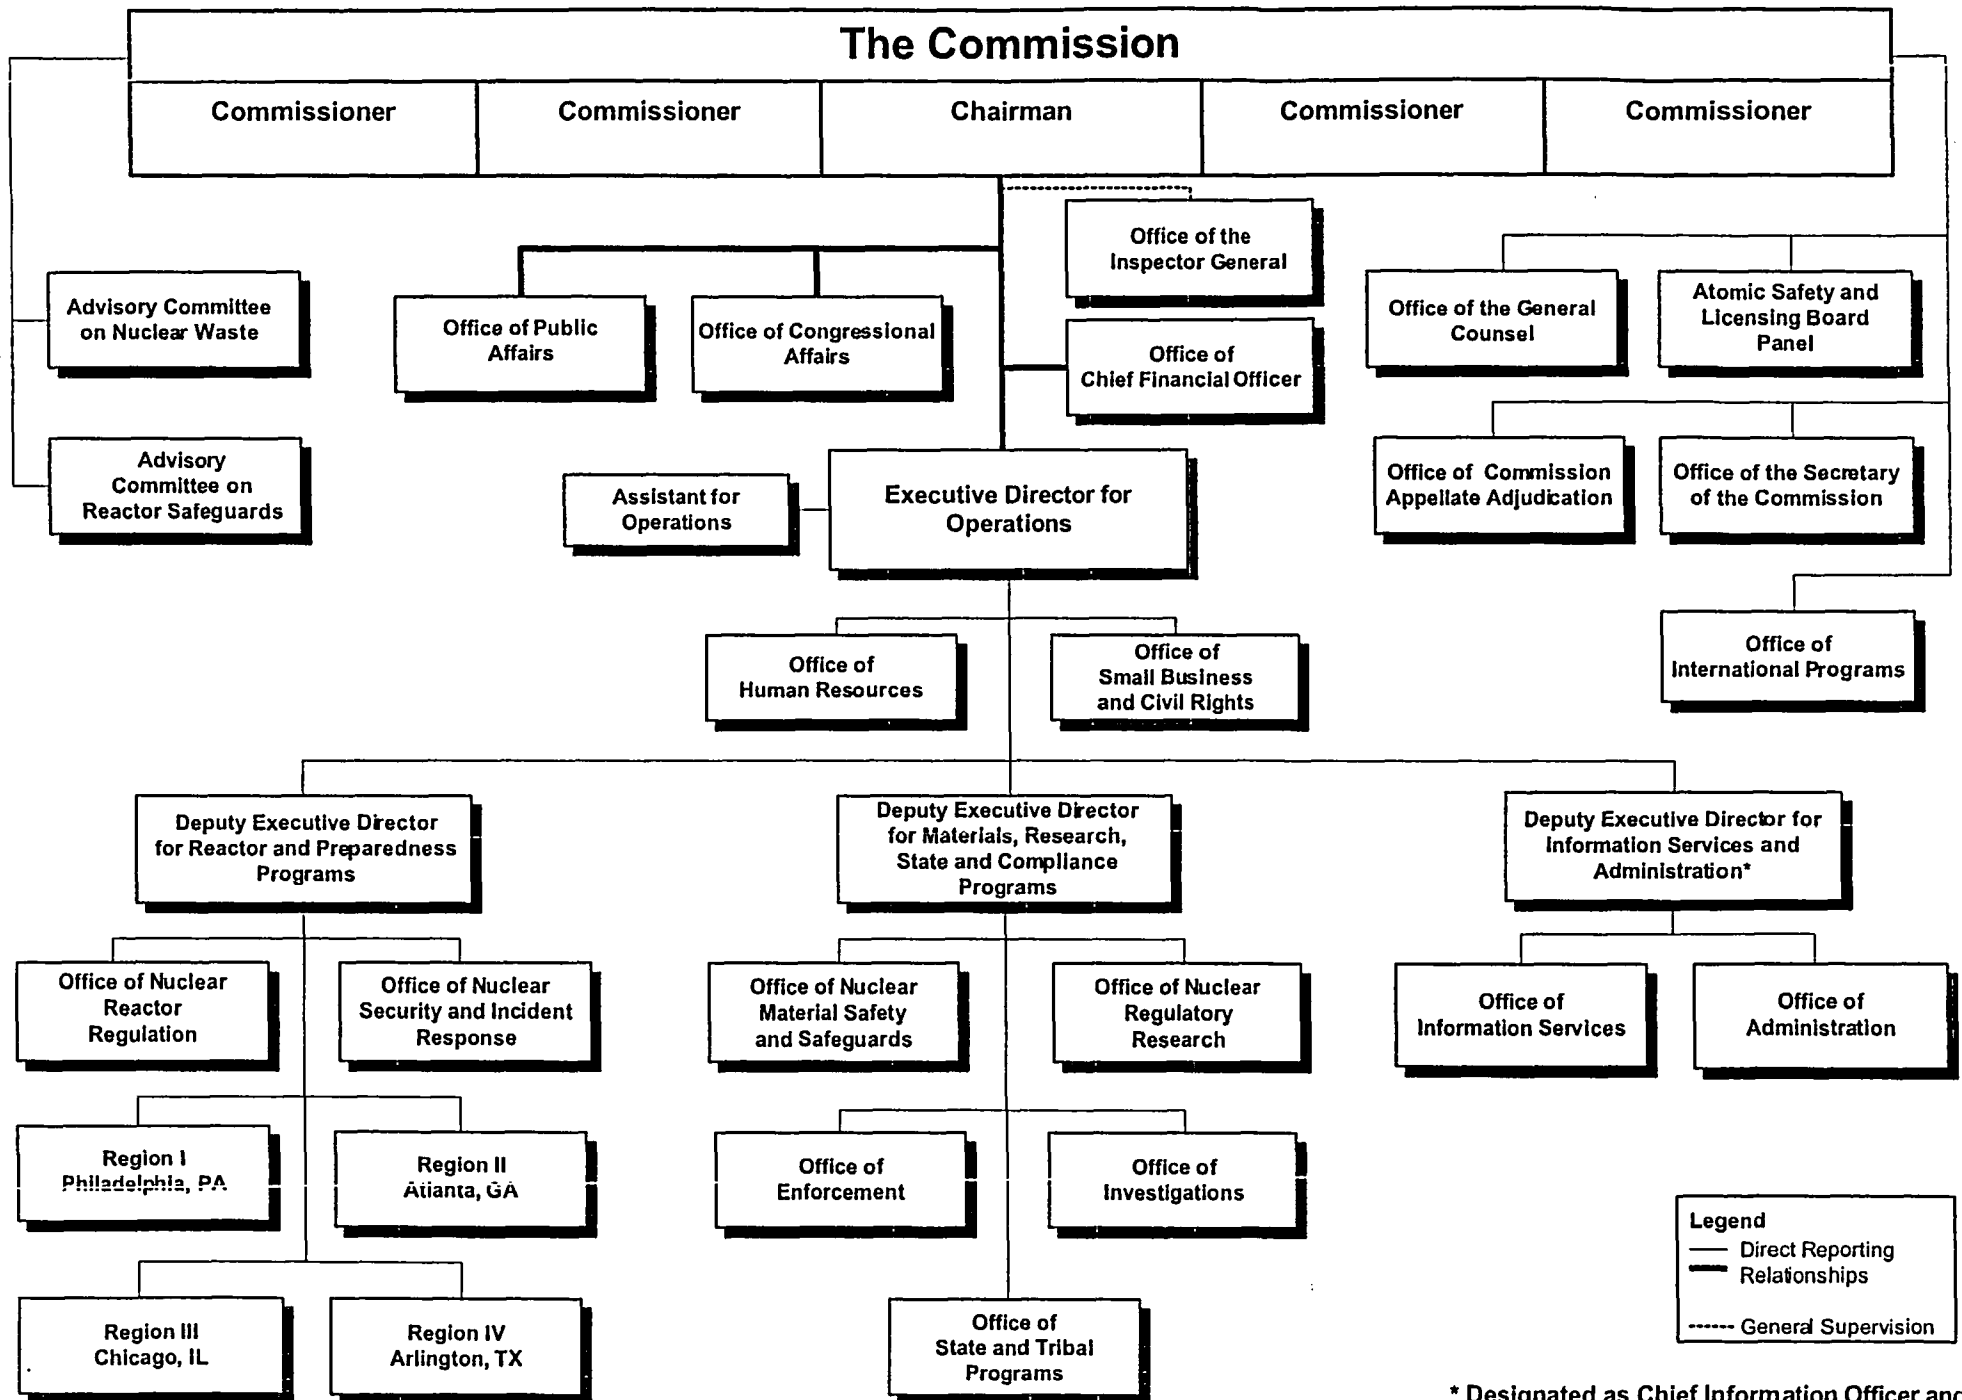 The Commission
Commissioner
Commissioner
Chairman
Commissioner
Commissioner
Office of the
Inspector General
Advisory Committee
on Nuclear Waste
Office of Public
Affairs
Office of Congressional
Affairs
Office of
Chief Financial Officer
Office of the General
Counsel
Atomic Safety and
Licensing Board
Panel
Advisory
Committee on
Reactor Safeguards
Assistant for
Operations
Executive Director for
Operations
Office of Commission
Appellate Adjudication
Office of the Secretary
of the Commission
Office of
Human Resources
Office of
Small Business
and Civil Rights
Office of
International Programs
Deputy Executive Director
for Reactor and Preparedness
Programs
Deputy Executive Director
for Materials, Research,
State and Compliance
Programs
Deputy Executive Director for
Information Services and
Administration*
Office of Nuclear
Reactor
Regulation
Office of Nuclear
Security and Incident
Response
Office of Nuclear
Material Safety
and Safeguards
Office of Nuclear
Regulatory
Research
Office of
Information Services
Office of
Administration
Region I
Philadelphia, PA
Region II
Atlanta, GA
Office of
Enforcement
Office of
Investigations
Region III
Chicago, IL
Region IV
Arlington, TX
Office of
State and Tribal
Programs
Legend
Direct Reporting
Relationships
General Supervision
* Designated as Chief Information Officer and